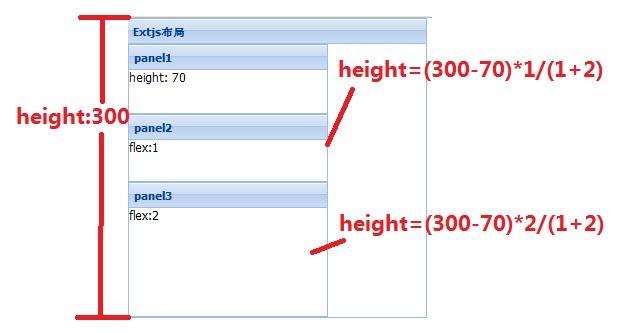 Extjs布局
panel1
height: 70
height=(300-70)*1/(1+2)
height:300
panel2
flex:1
panel3
flex:2
height=(300-70)*2/(1+2)